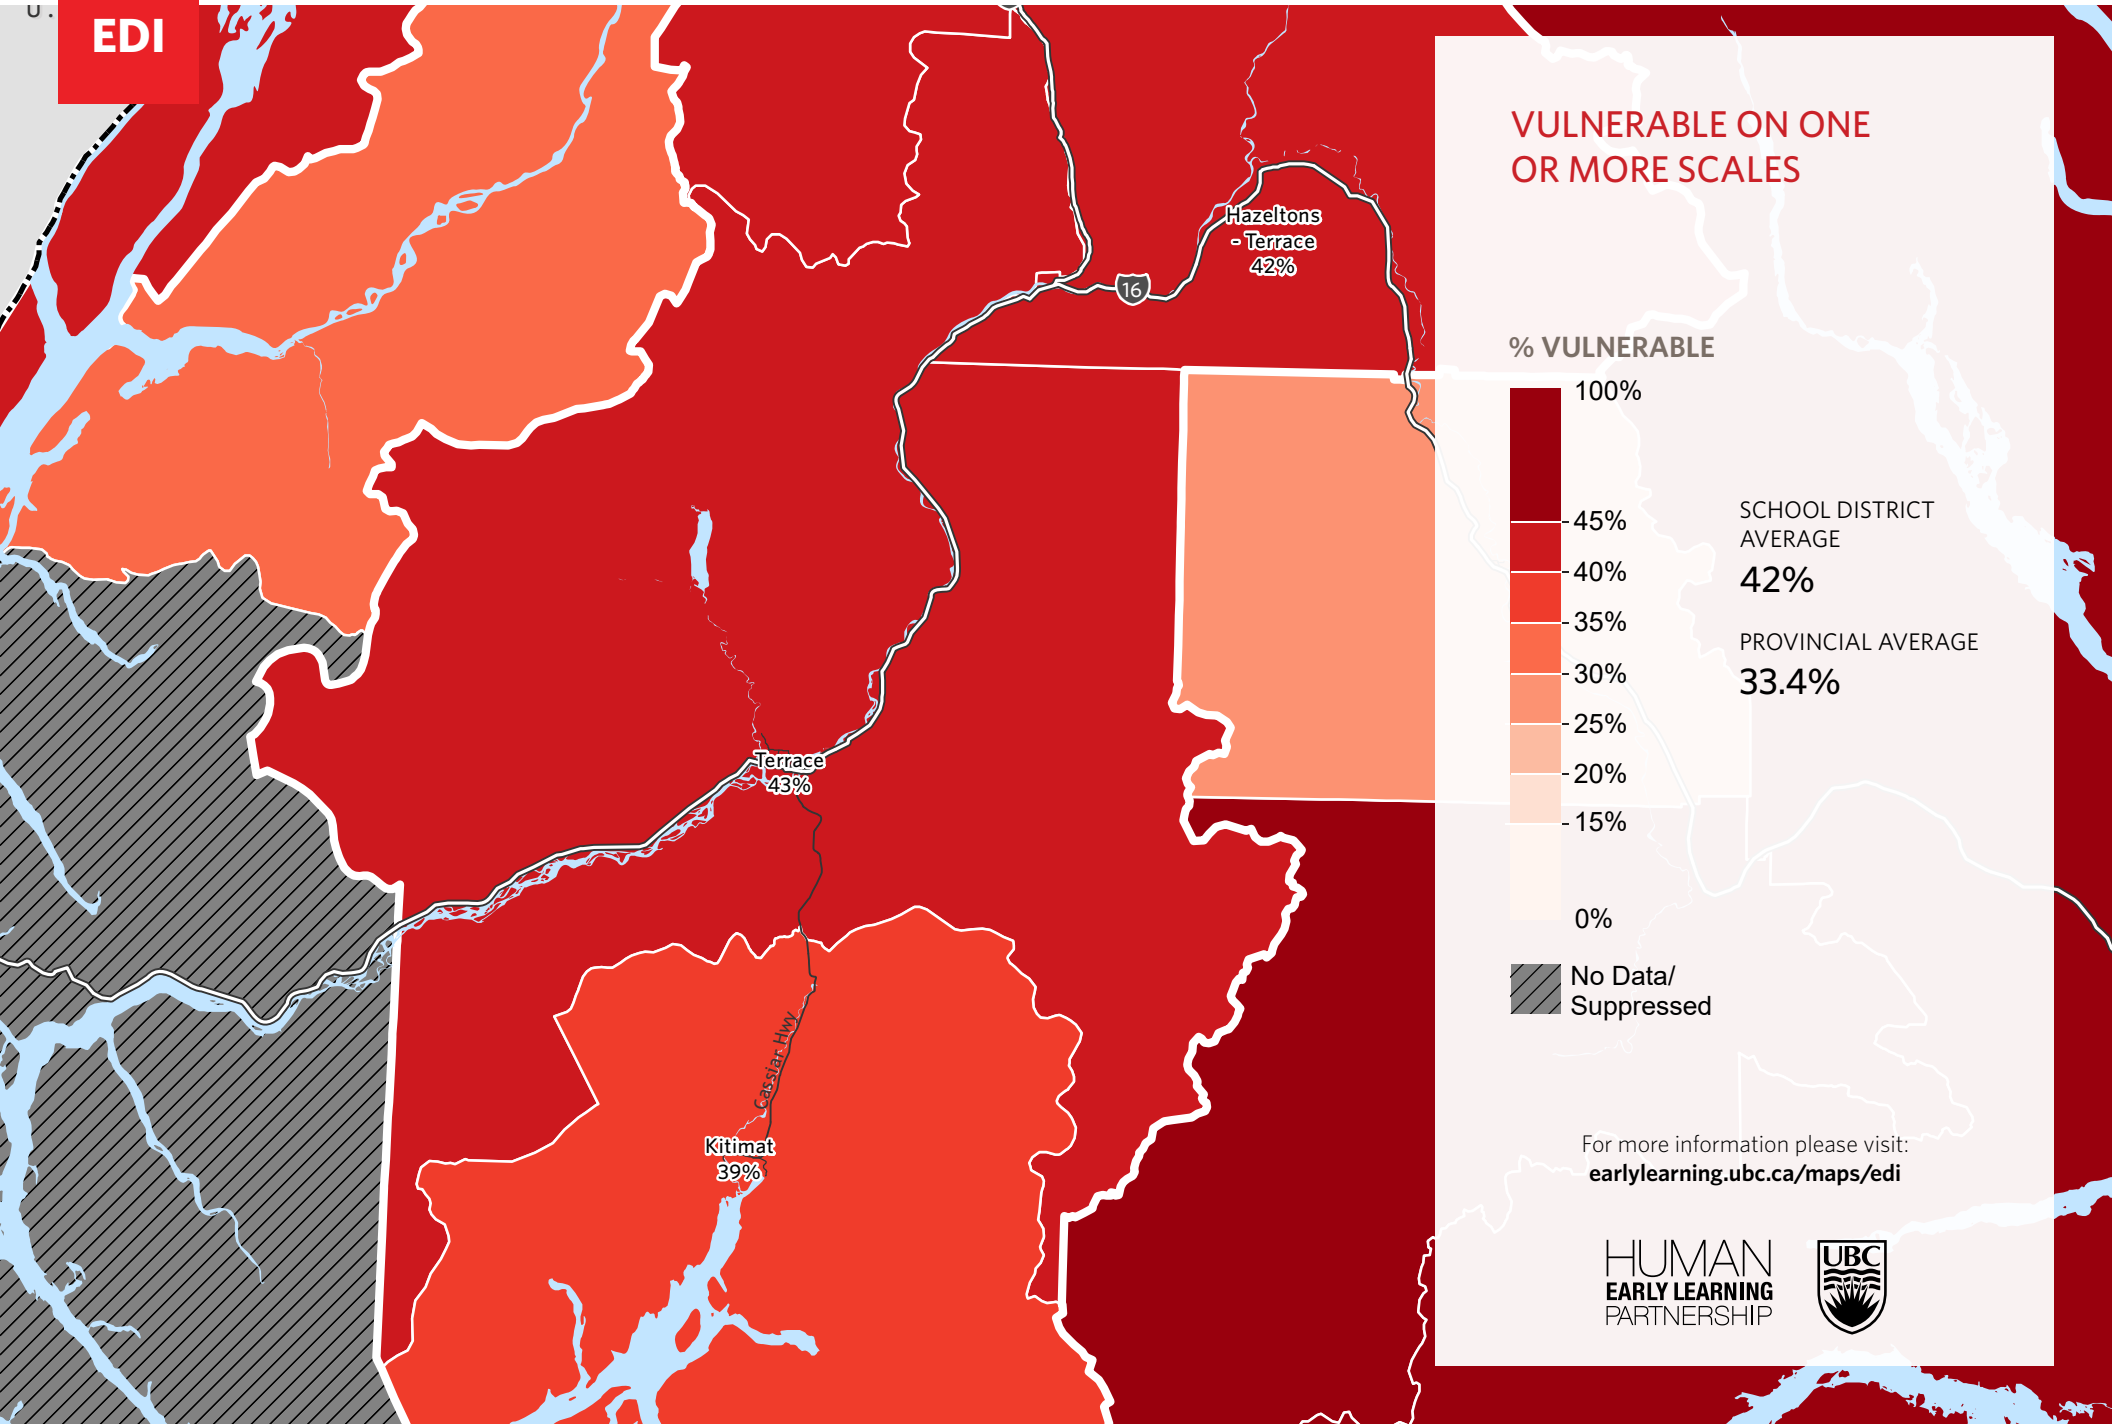 U.
EDI
VULNERABLE ON ONE
OR MORE SCALES
Hazeltons
- Terrace
42%
16
% VULNERABLE
100%
45%
40%
35%
30%
25%
20%
15%
0%
SCHOOL DISTRICT
AVERAGE
42%
PROVINCIAL AVERAGE
33.4%
Terrace
43%
No Data/
Suppressed
Cassiar Hwy
Kitimat
39%
For more information please visit:
earlylearning.ubc.ca/maps/edi
HUMAN
EARLY LEARNING
PARTNERSHIP
UBC